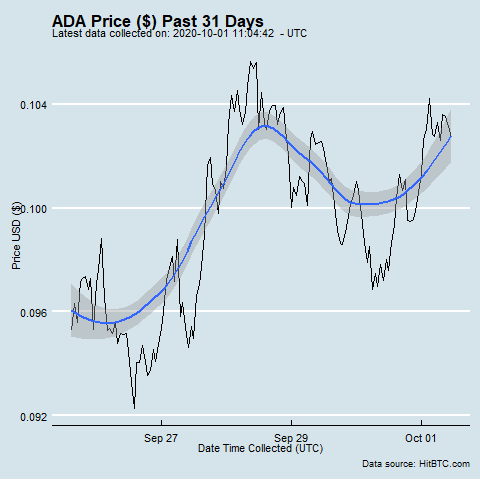 ADA Price ($) Past 31 Days
Latest data collected on: 2020-10-01 11:04:42 - UTC
0.104
0.100
0.096
0.092
Price USD ($)
Sep 27
Sep 29
Oct 01
Date Time Collected (UTC)
Data source: HitBTC.com